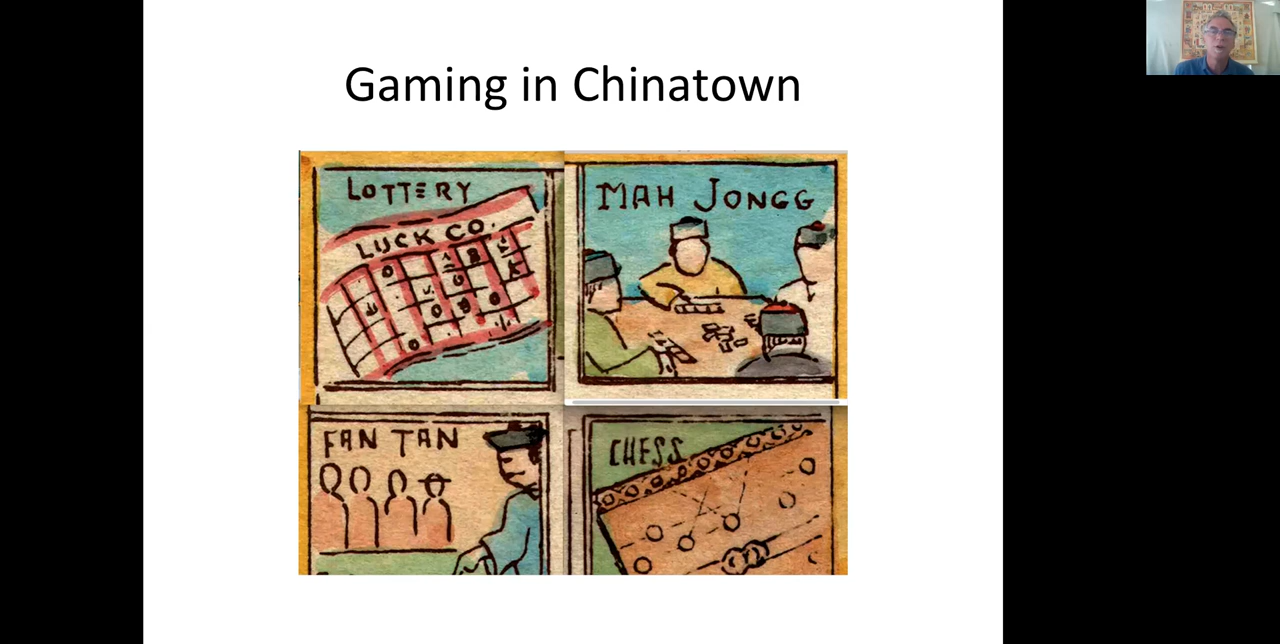 Gaming in Chinatown
LOTTERY
LUCK CO.
MAH JONGG
FAN TAN
CHESS